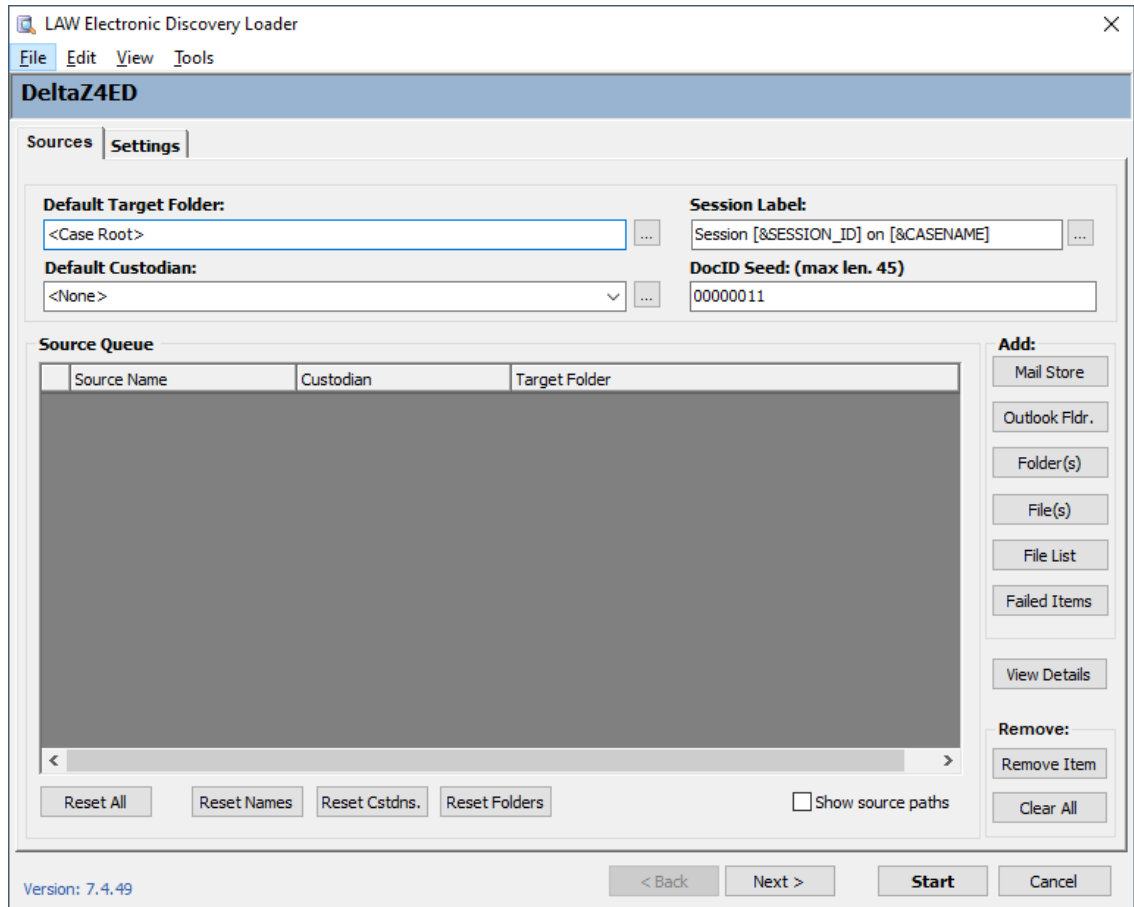 LAW Electronic Discovery Loader
File Edit View Tools
DeltaZ4ED
Sources Settings
Default Target Folder: Session Label:
<Case Root> ... Session [&SESSION_ID] on [&CASENAME] ...
Default Custodian: DocID Seed: (max len. 45)
<None> ... 00000011
Source Queue Add:
Source Name Custodian Target Folder
Mail Store
Outlook Fldr.
Folder(s)
File(s)
File List
Failed Items
View Details
Remove:
Remove Item
Reset All Reset Names Reset Cstdns. Reset Folders Show source paths Clear All
Version: 7.4.49 < Back Next > Start Cancel